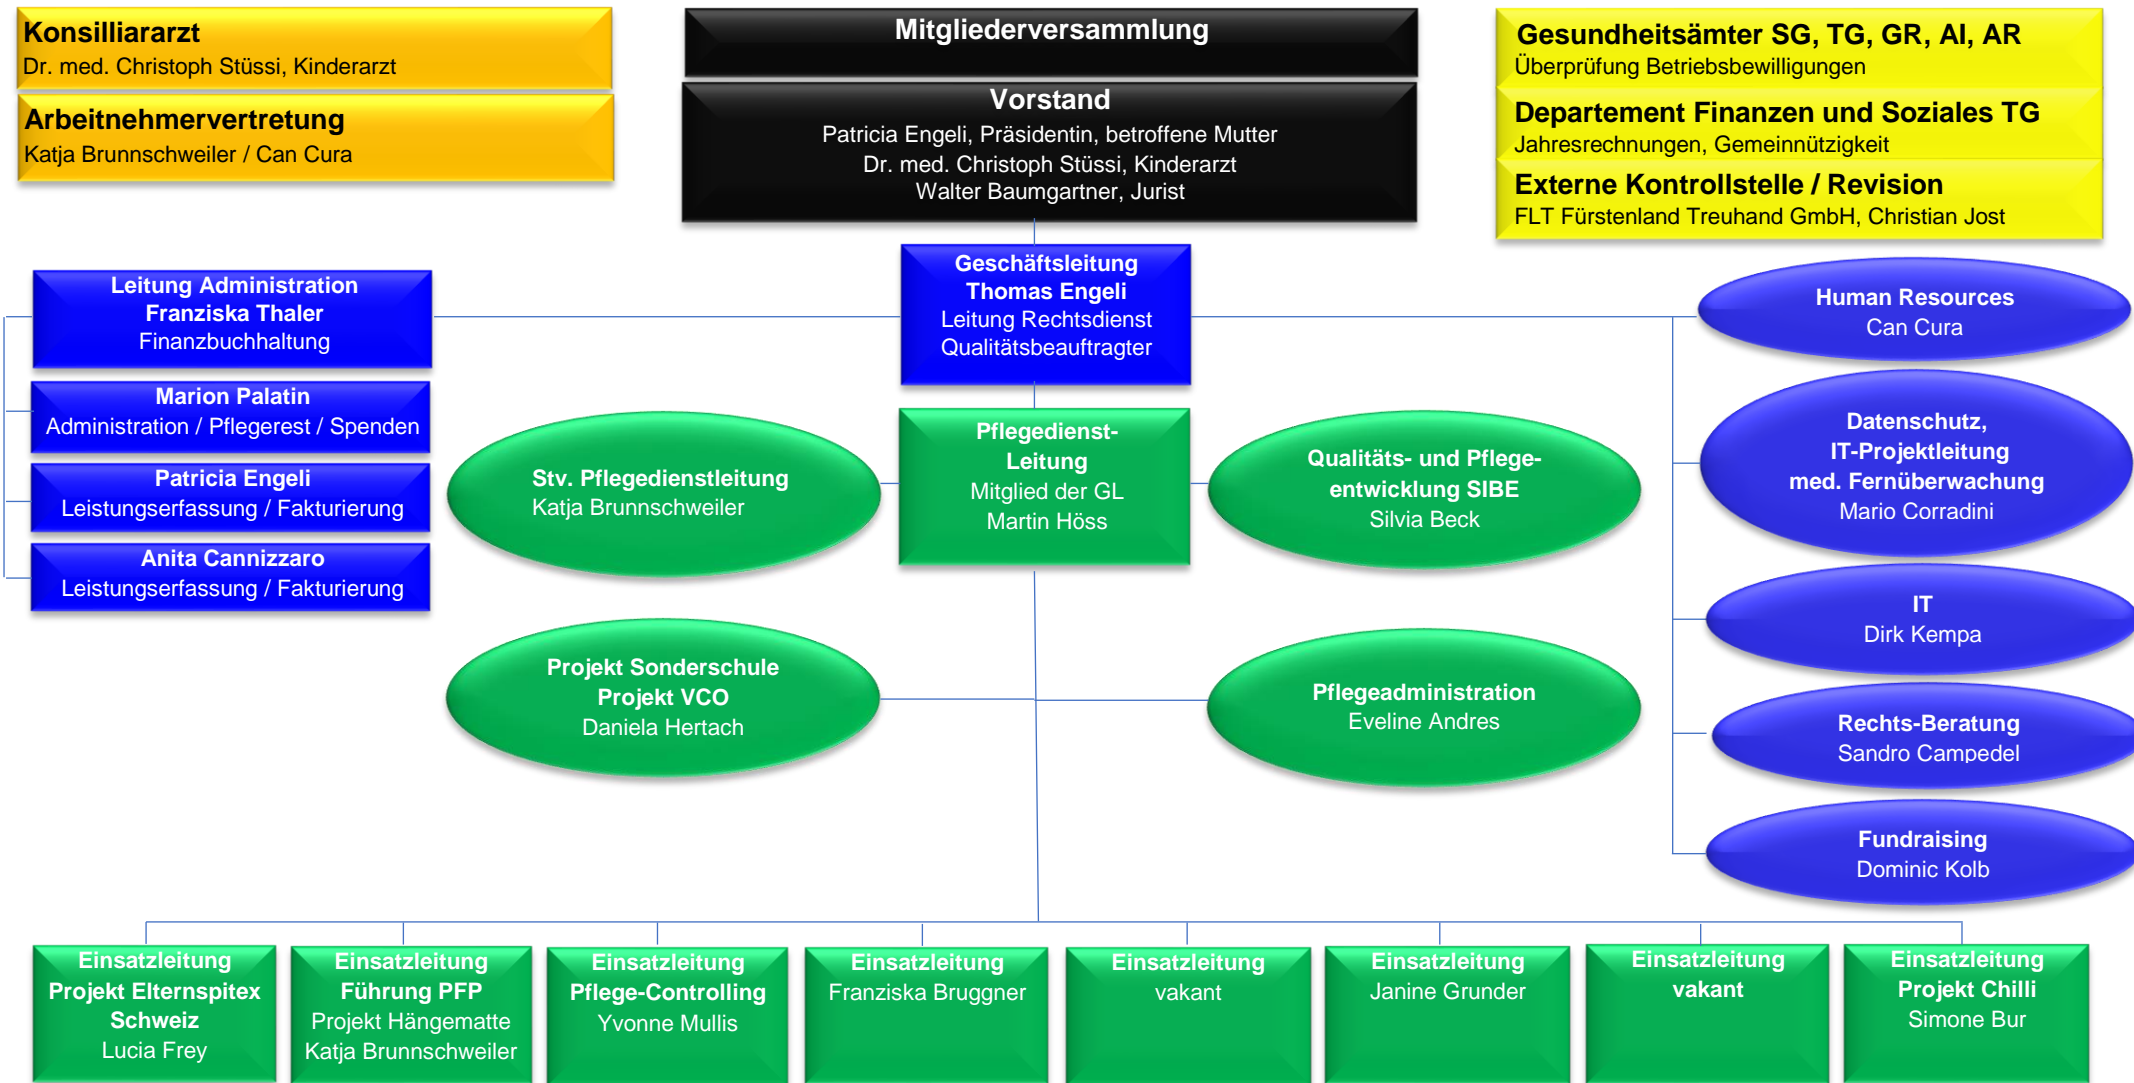 Konsilliararzt
Dr. med. Christoph Stüssi, Kinderarzt
Arbeitnehmervertretung
Katja Brunnschweiler / Can Cura
Mitgliederversammlung
Vorstand
Patricia Engeli, Präsidentin, betroffene Mutter
Dr. med. Christoph Stüssi, Kinderarzt
Walter Baumgartner, Jurist
Gesundheitsämter SG, TG, GR, AI, AR
Überprüfung Betriebsbewilligungen
Departement Finanzen und Soziales TG
Jahresrechnungen, Gemeinnützigkeit
Externe Kontrollstelle / Revision
FLT Fürstenland Treuhand GmbH, Christian Jost
Geschäftsleitung
Thomas Engeli
Leitung Rechtsdienst
Qualitätsbeauftragter
Leitung Administration
Franziska Thaler
Finanzbuchhaltung
Marion Palatin
Administration / Pflegerest / Spenden
Patricia Engeli
Leistungserfassung / Fakturierung
Anita Cannizzaro
Leistungserfassung / Fakturierung
Stv. Pflegedienstleitung
Katja Brunnschweiler
Pflegedienst-
Leitung
Mitglied der GL
Martin Höss
Qualitäts- und Pflege-
entwicklung SIBE
Silvia Beck
Projekt Sonderschule
Projekt VCO
Daniela Hertach
Pflegeadministration
Eveline Andres
Human Resources
Can Cura
Datenschutz,
IT-Projektleitung
med. Fernüberwachung
Mario Corradini
IT
Dirk Kempa
Rechts-Beratung
Sandro Campedel
Fundraising
Dominic Kolb
Einsatzleitung
Projekt Elternspitex
Schweiz
Lucia Frey
Einsatzleitung
Führung PFP
Projekt Hängematte
Katja Brunnschweiler
Einsatzleitung
Pflege-Controlling
Yvonne Mullis
Einsatzleitung
Franziska Bruggner
Einsatzleitung
vakant
Einsatzleitung
Janine Grunder
Einsatzleitung
vakant
Einsatzleitung
Projekt Chilli
Simone Bur